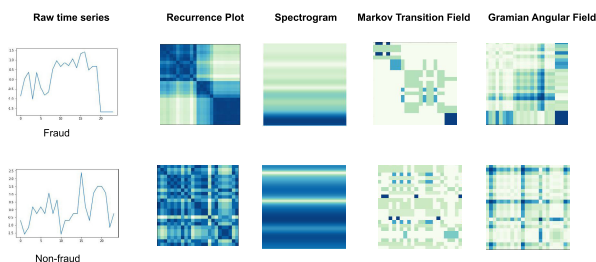 Raw time series Recurrence Plot Spectrogram Markov Transition Field Gramian Angular Field
Fraud
Non-fraud